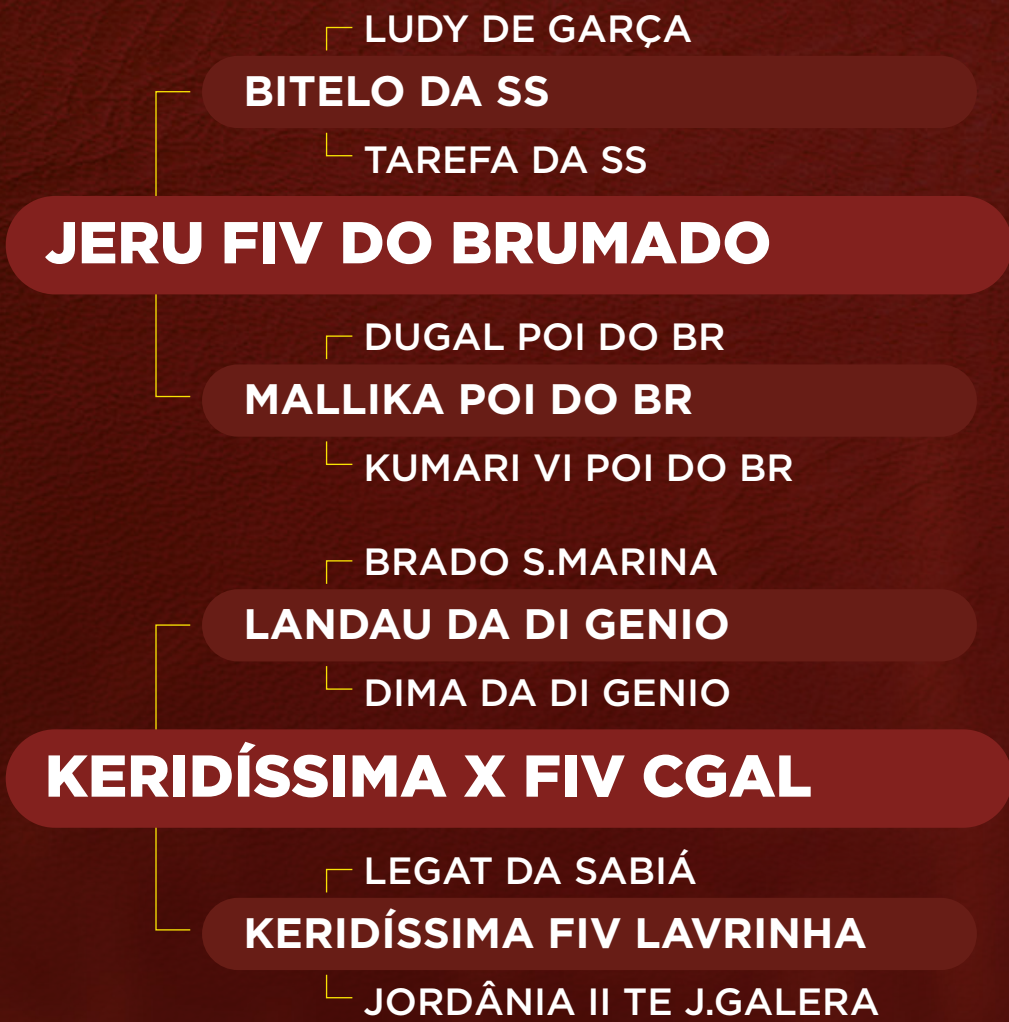 LUDY DE GARÇA
BITELO DA SS
TAREFA DA SS
JERU FIV DO BRUMADO
DUGAL POI DO BR
MALLIKA POI DO BR
KUMARI VI POI DO BR
BRADO S.MARINA
LANDAU DA DI GENIO
DIMA DA DI GENIO
KERIDÍSSIMA X FIV CGAL
LEGAT DA SABIÁ
KERIDÍSSIMA FIV LAVRINHA
JORDÂNIA II TE J.GALERA